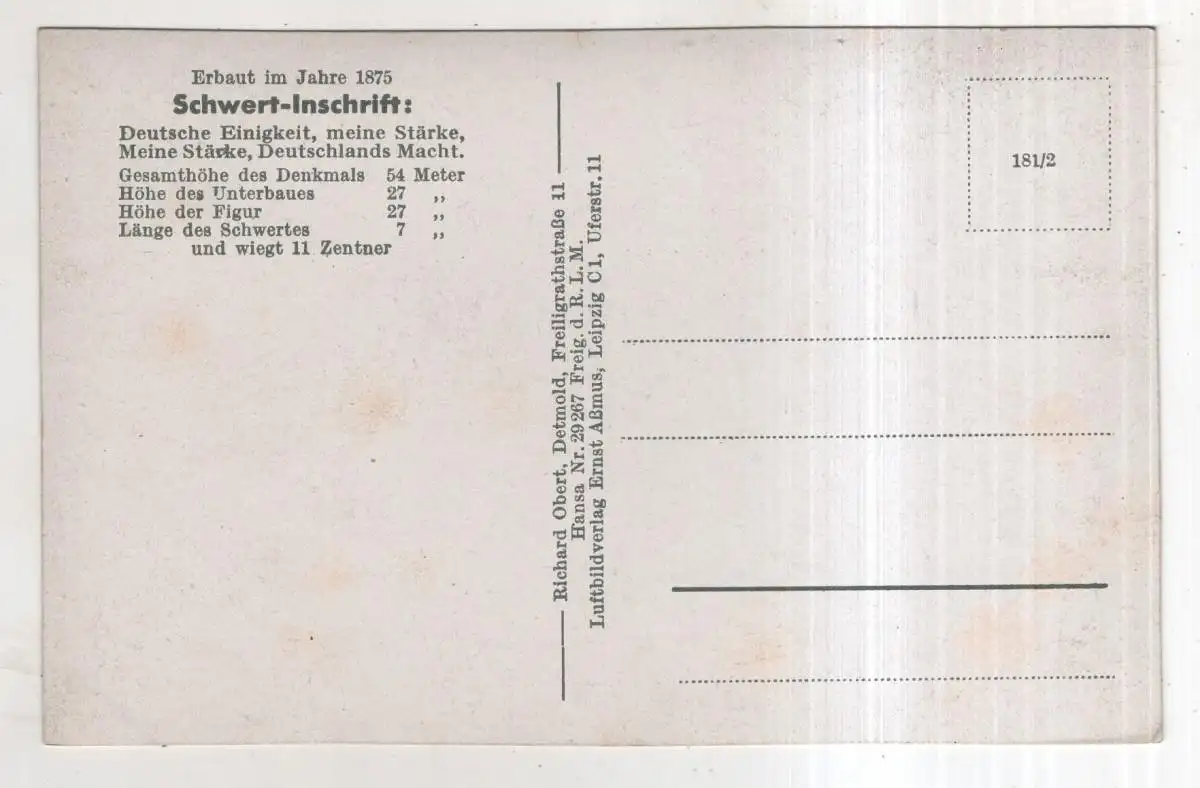 Erbaut im Jahre 1875
Schwert-Inschrift:
Deutsche Einigkeit, meine Stärke,
Meine Stärke, Deutschlands Macht.
Gesamthöhe des Denkmals 54 Meter
Höhe des Unterbaues 27 „
Höhe der Figur 27 „
Länge des Schwertes 7 „
und wiegt 11 Zentner
Richard Obert, Detmold, Freiligrathstraße 11
Hansa Nr. 29267 Freig. d. R. L. M.
Luftbildverlag Ernst Aßmus, Leipzig C 1, Uferstr. 11
181/2